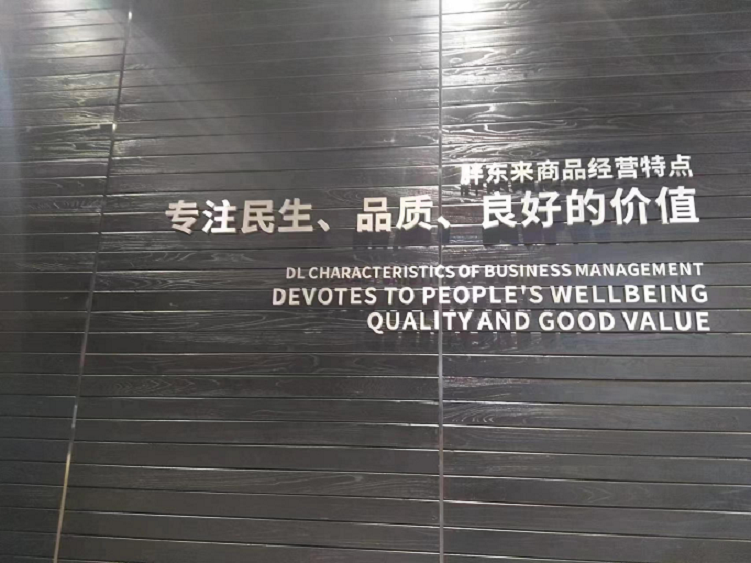 胖东来商品经营特点
专注民生、品质、良好的价值
DL CHARACTERISTICS OF BUSINESS MANAGEMENT
DEVOTES TO PEOPLE'S WELLBEING
QUALITY AND GOOD VALUE